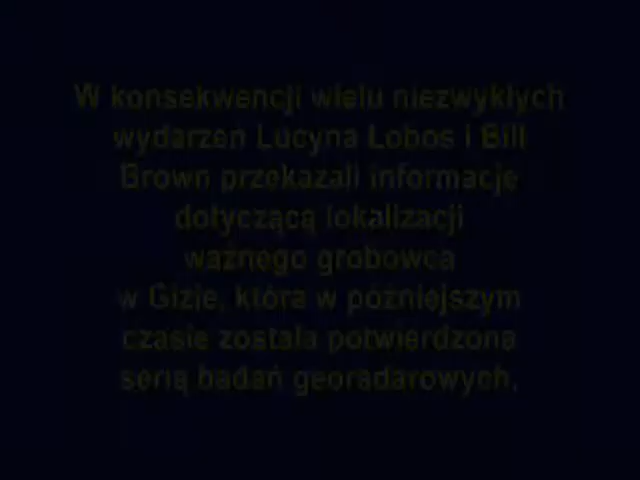 W konsekwencji wielu niezwykłych
wydarzeń Lucyna Lobos i Bill
Brown przekazali informację
dotyczącą lokalizacji
ważnego grobowca
w Gizie, która w późniejszym
czasie została potwierdzona
serią badań georadarowych.